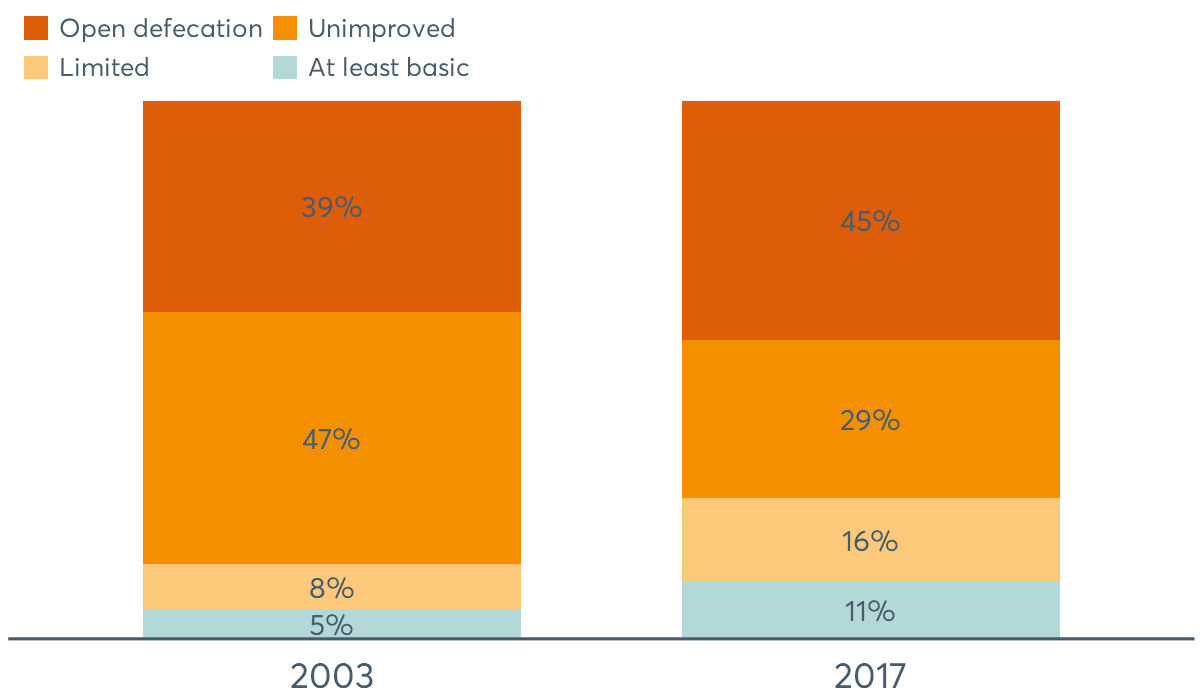 Open defecation Unimproved
Limited At least basic
39% 45%
47% 29%
8% 16%
5% 11%
2003 2017